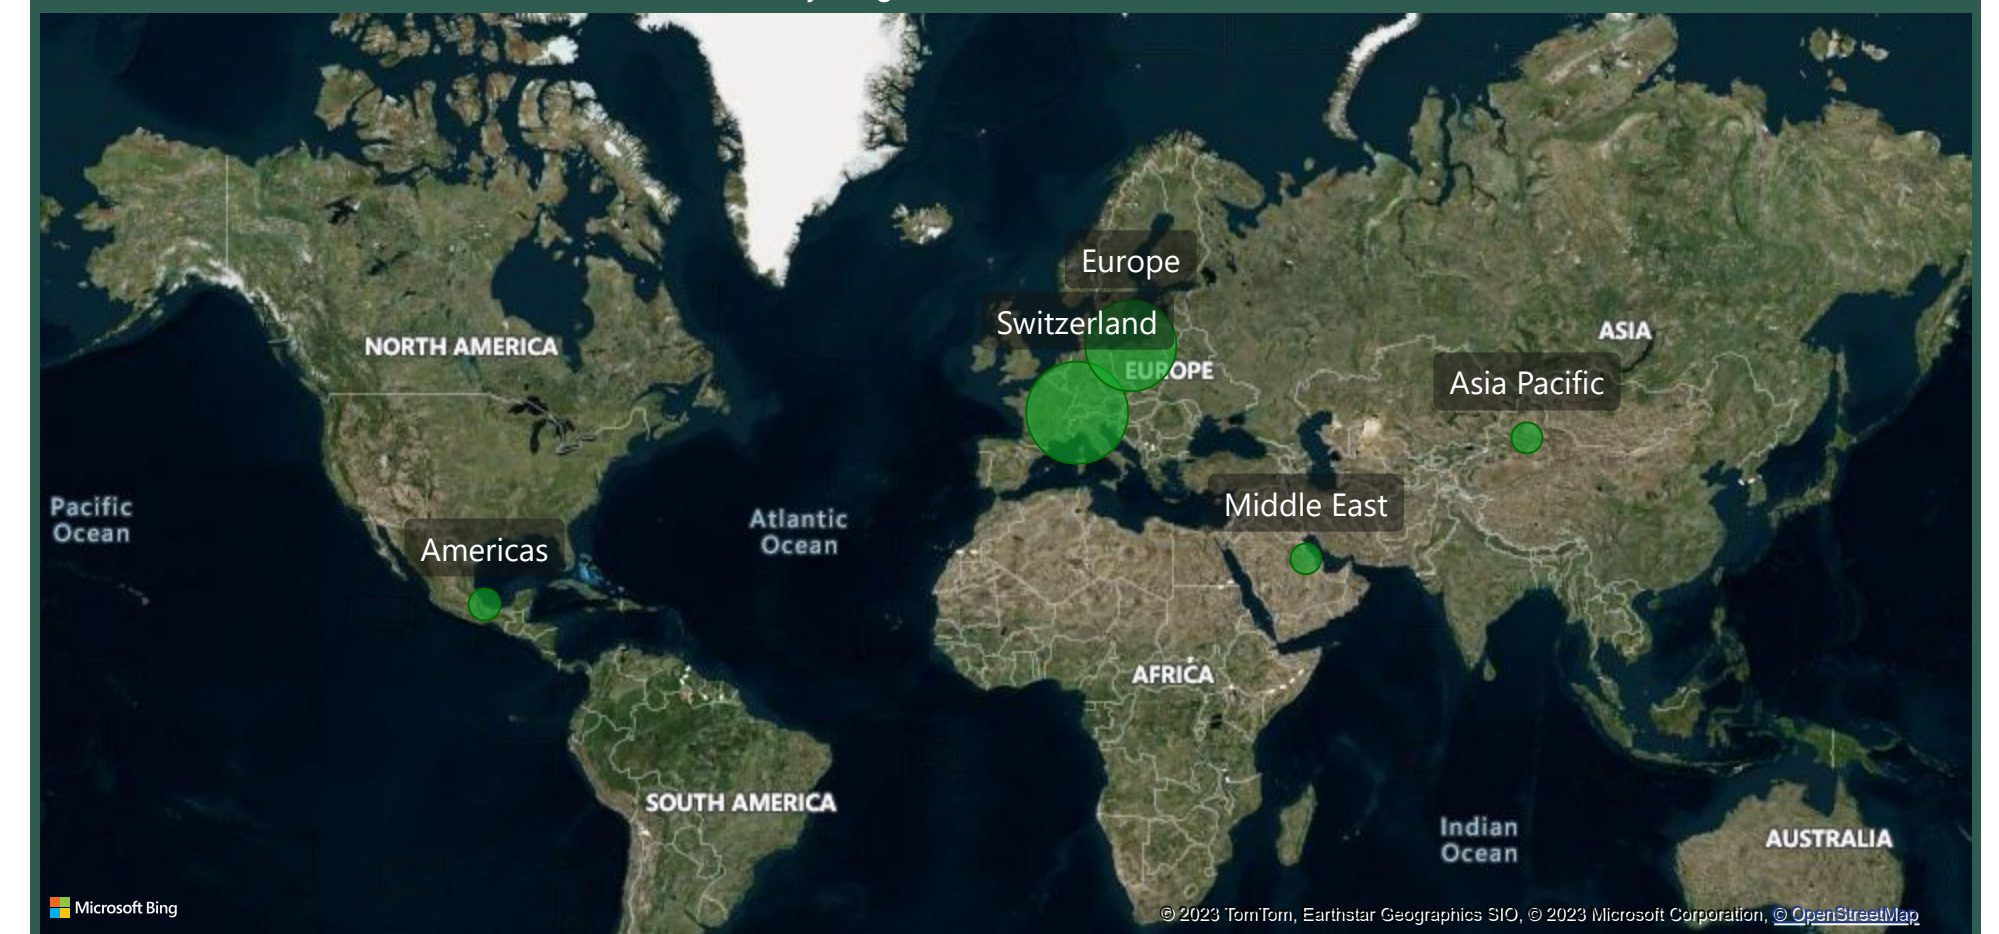 Europe
Switzerland
NORTH AMERICA
ASIA
EUROPE
Asia Pacific
Pacific
Ocean
Middle East
Atlantic
Ocean
Americas
AFRICA
SOUTH AMERICA
Indian
Ocean
AUSTRALIA
Microsoft Bing
© 2023 TomTom, Earthstar Geographics SIO, © 2023 Microsoft Corporation, © OpenStreetMap